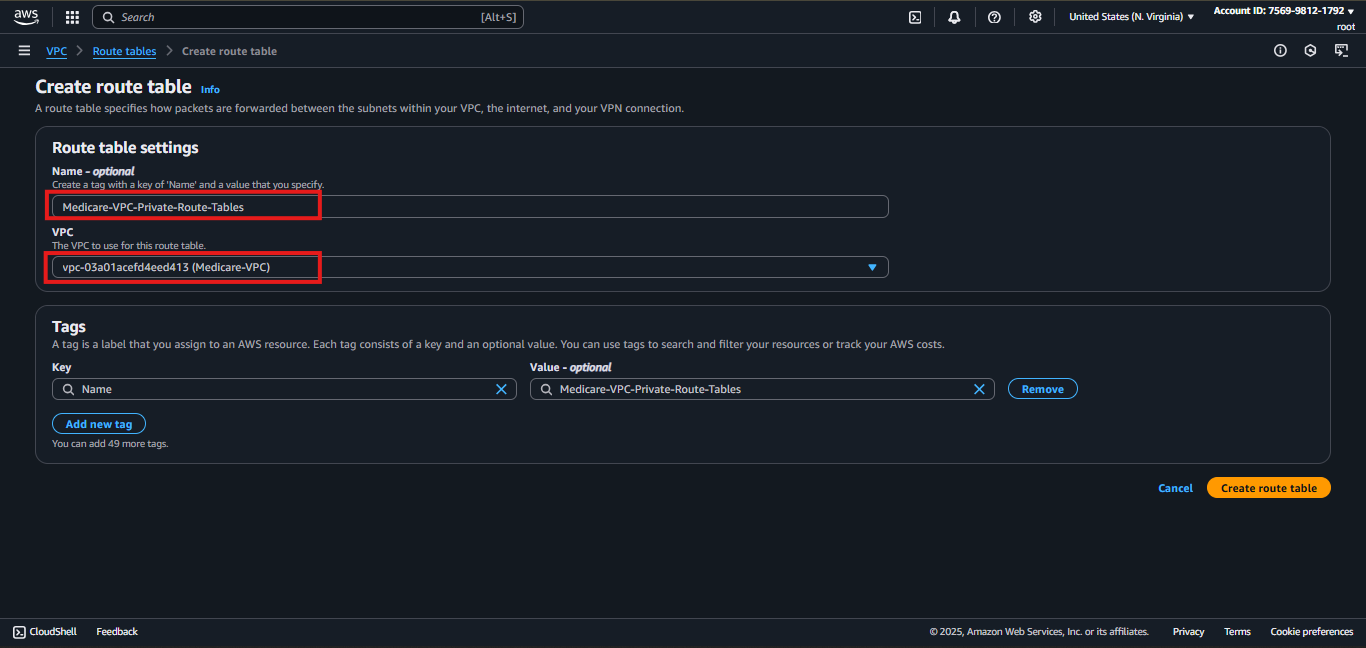 aws Search [Alt+S] United States (N. Virginia) Account ID: 7569-9812-1792
root
VPC Route tables Create route table
Create route table Info
A route table specifies how packets are forwarded between the subnets within your VPC, the internet, and your VPN connection.
Route table settings
Name - optional
Create a tag with a key of 'Name' and a value that you specify.
Medicare-VPC-Private-Route-Tables
VPC
The VPC to use for this route table.
vpc-03a01acefd4eed413 (Medicare-VPC)
Tags
A tag is a label that you assign to an AWS resource. Each tag consists of a key and an optional value. You can use tags to search and filter your resources or track your AWS costs.
Key Value - optional
Name Medicare-VPC-Private-Route-Tables Remove
Add new tag
You can add 49 more tags.
Cancel Create route table
CloudShell Feedback © 2025, Amazon Web Services, Inc. or its affiliates. Privacy Terms Cookie preferences